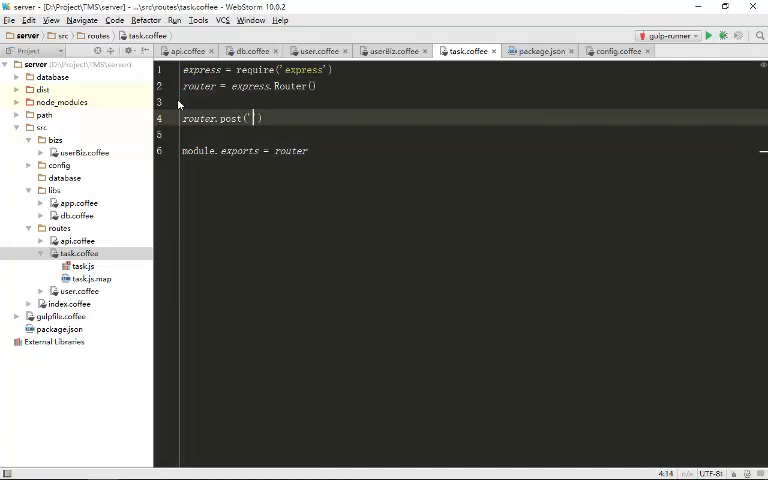 server - [D:\Project\TMS\server] - ...\src\routes\task.coffee - WebStorm 10.0.2
File Edit View Navigate Code Refactor Run Tools VCS Window Help
server src routes task.coffee gulp-runner
Project api.coffee db.coffee user.coffee userBiz.coffee task.coffee package.json config.coffee
server (D:\Project\TMS\server)
database
dist
node_modules
path
src
bizs
userBiz.coffee
config
database
libs
app.coffee
db.coffee
routes
api.coffee
task.coffee
task.js
task.js.map
user.coffee
index.coffee
gulpfile.coffee
package.json
External Libraries
1 express = require('express')
2 router = express.Router()
3
4 router.post('')
5
6 module.exports = router
4:14 n/a UTF-8